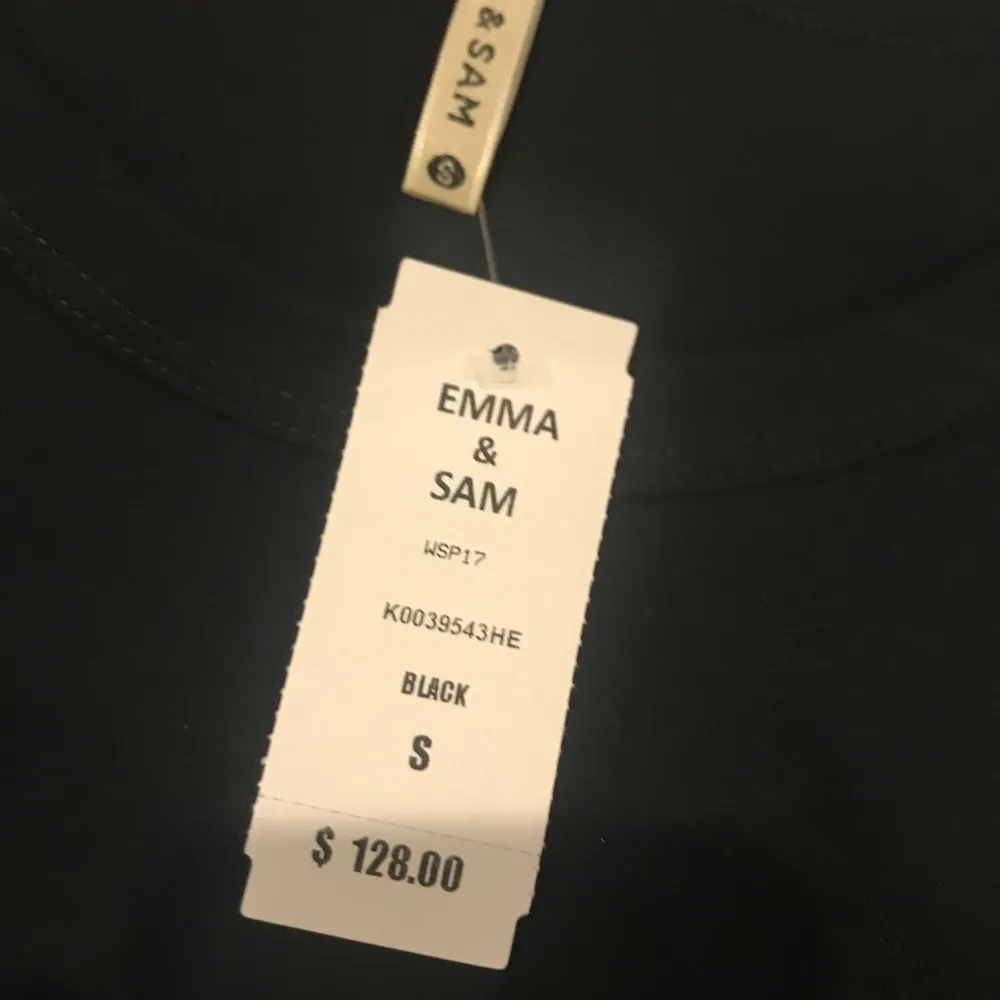 & SAM
S
EMMA
&
SAM
WSP17
K0039543HE
BLACK
S
$ 128.00